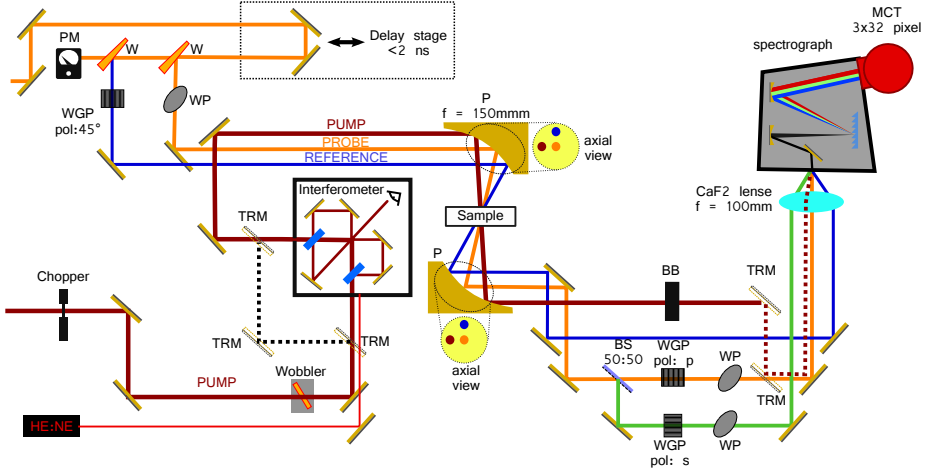 MCT
3x32 pixel
spectrograph
PM
W
W
Delay stage
<2 ns
WGP
pol:45°
WP
P
f = 150mmm
PUMP
PROBE
REFERENCE
axial
view
Interferometer
Sample
CaF2 lense
f = 100mm
TRM
Chopper
P
BB
TRM
TRM
TRM
BS
50:50
WGP
pol: p
WP
axial
view
PUMP
Wobbler
TRM
HE:NE
WGP
pol: s
WP